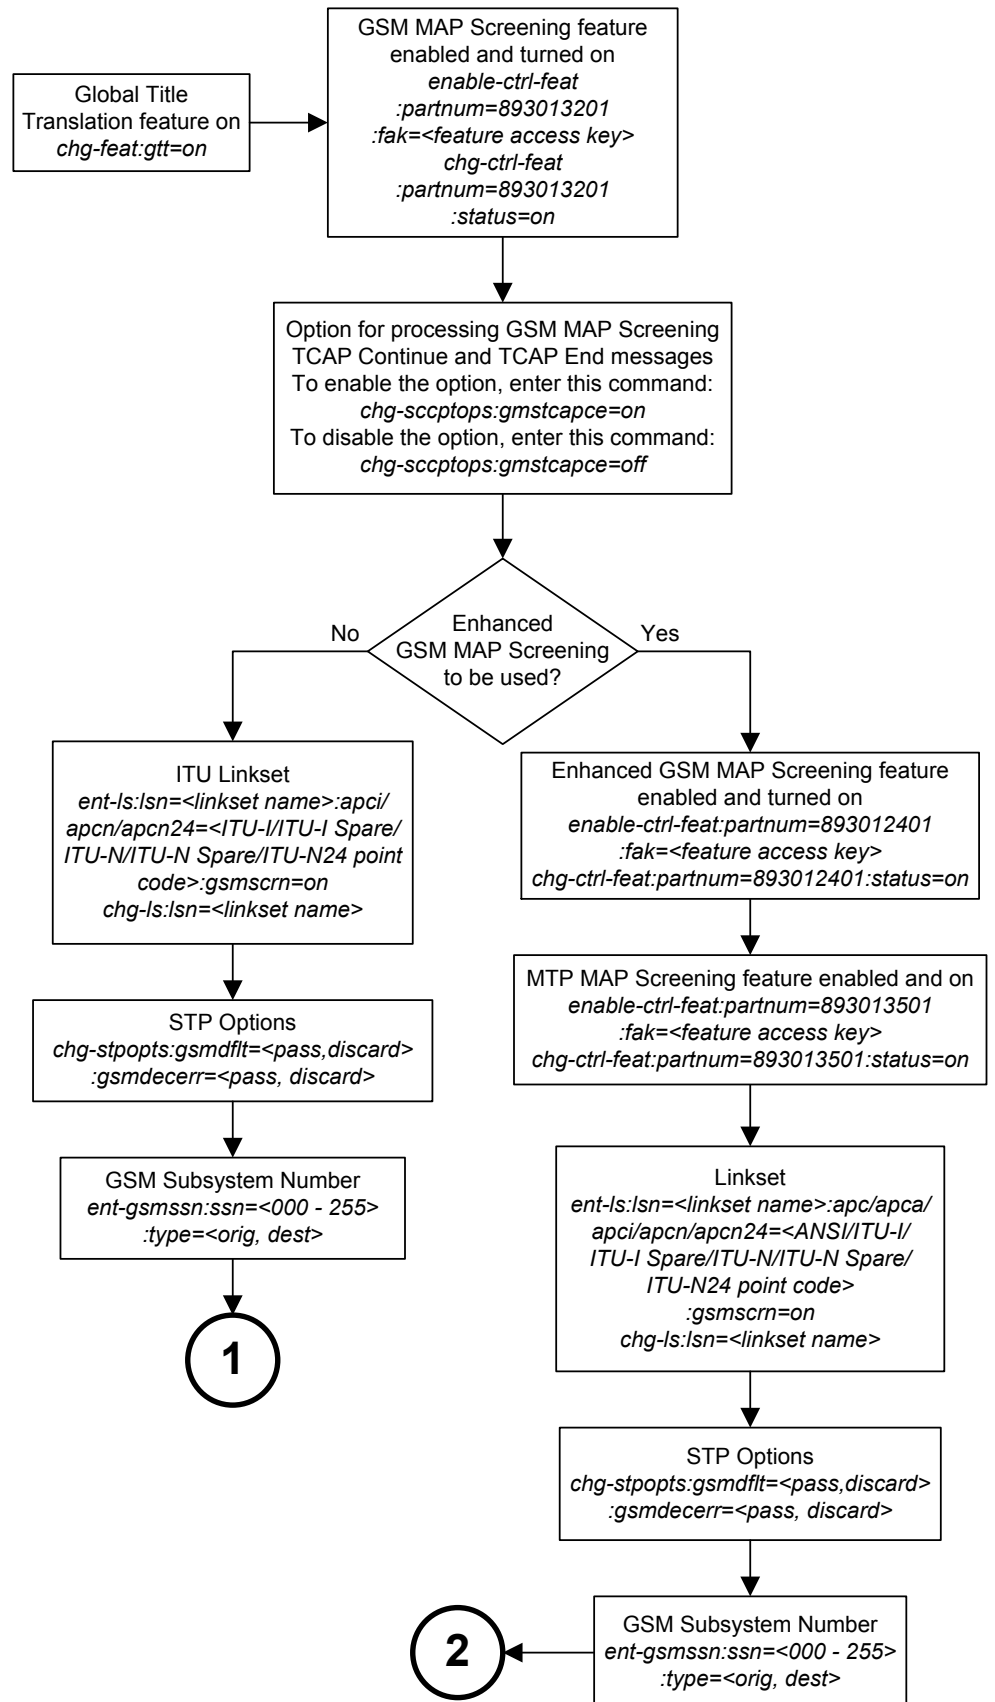 GSM MAP Screening feature
enabled and turned on
enable-ctrl-feat
:partnum=893013201
:fak=<feature access key>
chg-ctrl-feat
:partnum=893013201
:status=on
Global Title
Translation feature on
chg-feat:gtt=on
Option for processing GSM MAP Screening
TCAP Continue and TCAP End messages
To enable the option, enter this command:
chg-sccptops:gmstcapce=on
To disable the option, enter this command:
chg-sccptops:gmstcapce=off
Enhanced
GSM MAP Screening
to be used?
No
Yes
ITU Linkset
ent-ls:lsn=<linkset name>:apci/
apcn/apcn24=<ITU-I/ITU-I Spare/
ITU-N/ITU-N Spare/ITU-N24 point
code>:gsmscrn=on
chg-ls:lsn=<linkset name>
STP Options
chg-stpopts:gsmdflt=<pass,discard>
:gsmdecerr=<pass, discard>
GSM Subsystem Number
ent-gsmssn:ssn=<000 - 255>
:type=<orig, dest>
1
Enhanced GSM MAP Screening feature
enabled and turned on
enable-ctrl-feat:partnum=893012401
:fak=<feature access key>
chg-ctrl-feat:partnum=893012401:status=on
MTP MAP Screening feature enabled and on
enable-ctrl-feat:partnum=893013501
:fak=<feature access key>
chg-ctrl-feat:partnum=893013501:status=on
Linkset
ent-ls:lsn=<linkset name>:apc/apca/
apci/apcn/apcn24=<ANSI/ITU-I/
ITU-I Spare/ITU-N/ITU-N Spare/
ITU-N24 point code>
:gsmscrn=on
chg-ls:lsn=<linkset name>
STP Options
chg-stpopts:gsmdflt=<pass,discard>
:gsmdecerr=<pass, discard>
GSM Subsystem Number
ent-gsmssn:ssn=<000 - 255>
:type=<orig, dest>
2